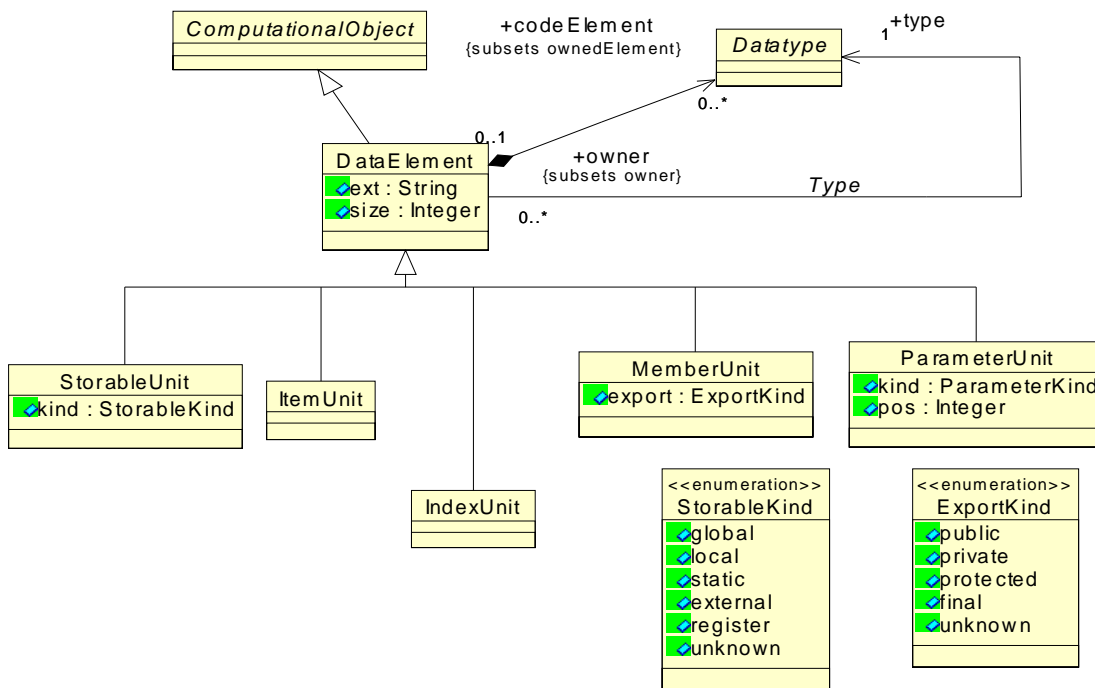 ComputationalObject
+codeElement
{subsets ownedElement}
Datatype
1
+type
0..*
0..1
DataElement
ext : String
size : Integer
+owner
{subsets owner}
Type
0..*
StorableUnit
kind : StorableKind
ItemUnit
IndexUnit
MemberUnit
export : ExportKind
ParameterUnit
kind : ParameterKind
pos : Integer
<<enumeration>>
StorableKind
global
local
static
external
register
unknown
<<enumeration>>
ExportKind
public
private
protected
final
unknown